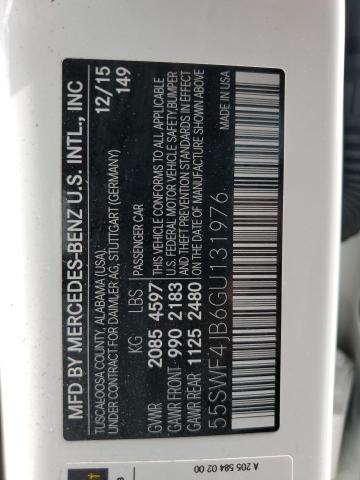 MFD BY MERCEDES-BENZ U.S. INTL., INC
TUSCALOOSA COUNTY, ALABAMA (USA).
UNDER CONTRACT FOR DAIMLER AG, STUTTGART (GERMANY)
12/15
149
KG LBS PASSENGER CAR
GVWR 2085 4597
GAWR FRONT 990 2183
GAWR REAR 1125 2480
THIS VEHICLE CONFORMS TO ALL APPLICABLE
U.S. FEDERAL MOTOR VEHICLE SAFETY,BUMPER
AND THEFT PREVENTION STANDARDS IN EFFECT
ON THE DATE OF MANUFACTURE SHOWN ABOVE
55SWF4JB6GU131976
MADE IN USA
A 205 584 02 00